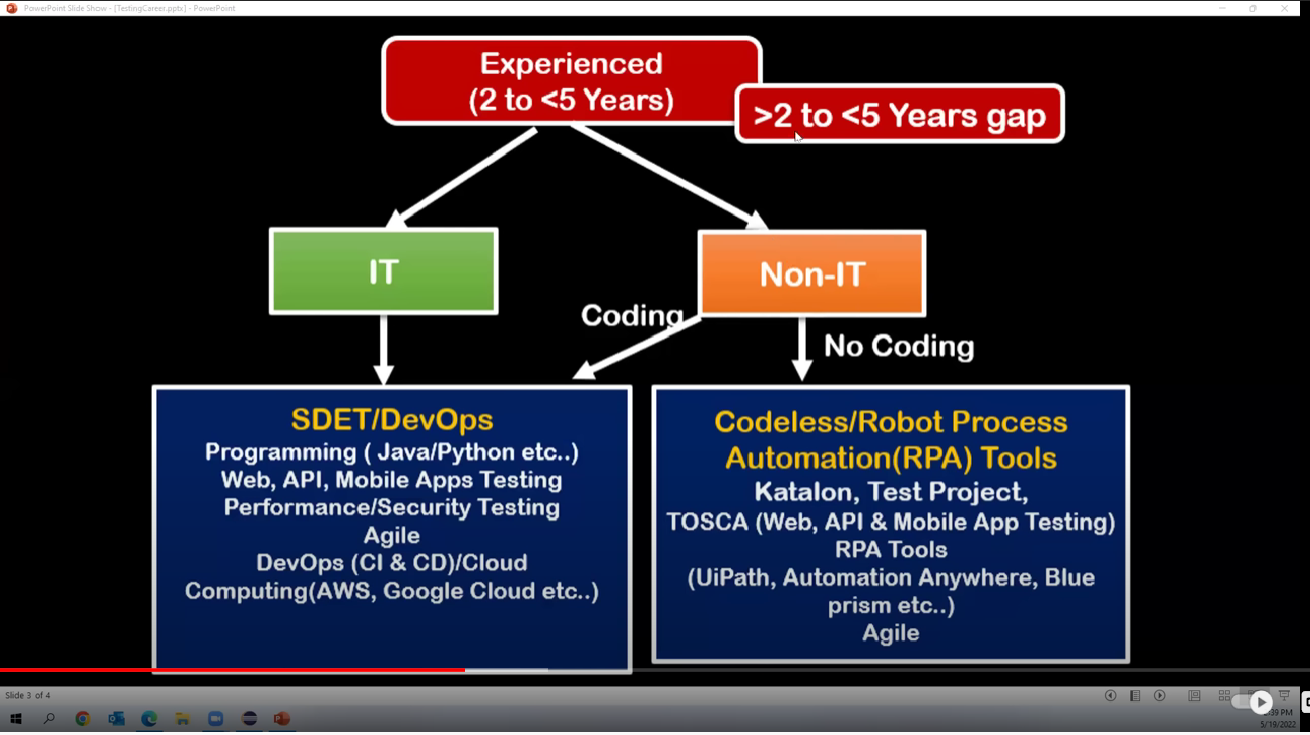 PowerPoint Slide Show - [TestingCareer.pptx] - PowerPoint
Experienced
(2 to <5 Years)
>2 to <5 Years gap
IT
Non-IT
Coding
No Coding
SDET/DevOps
Programming ( Java/Python etc..)
Web, API, Mobile Apps Testing
Performance/Security Testing
Agile
DevOps (CI & CD)/Cloud
Computing(AWS, Google Cloud etc..)
Codeless/Robot Process
Automation(RPA) Tools
Katalon, Test Project,
TOSCA (Web, API & Mobile App Testing)
RPA Tools
(UiPath, Automation Anywhere, Blue
prism etc..)
Agile
Slide 3 of 4
:39 PM
5/19/2022